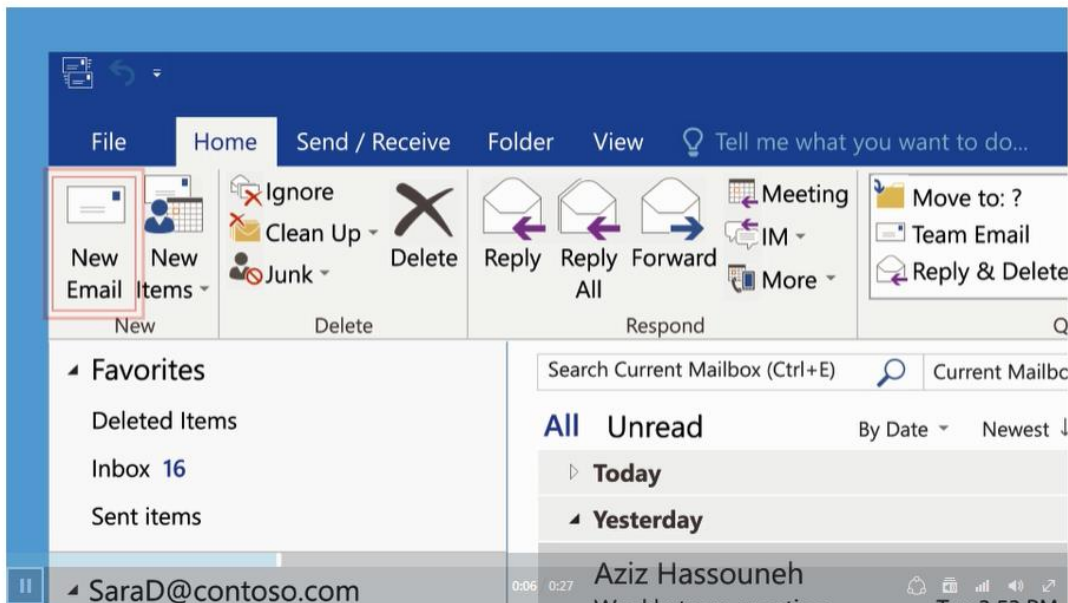 File Home Send / Receive Folder View Tell me what you want to do...
New Email
New Items
Ignore
Clean Up
Junk
Delete
Reply
Reply All
Forward
Meeting
IM
More
Move to: ?
Team Email
Reply & Delete
New Delete Respond Q
Favorites
Deleted Items
Inbox 16
Sent items
SaraD@contoso.com
Search Current Mailbox (Ctrl+E) Current Mailbo
All Unread By Date Newest
Today
Yesterday
Aziz Hassouneh
0:06 0:27